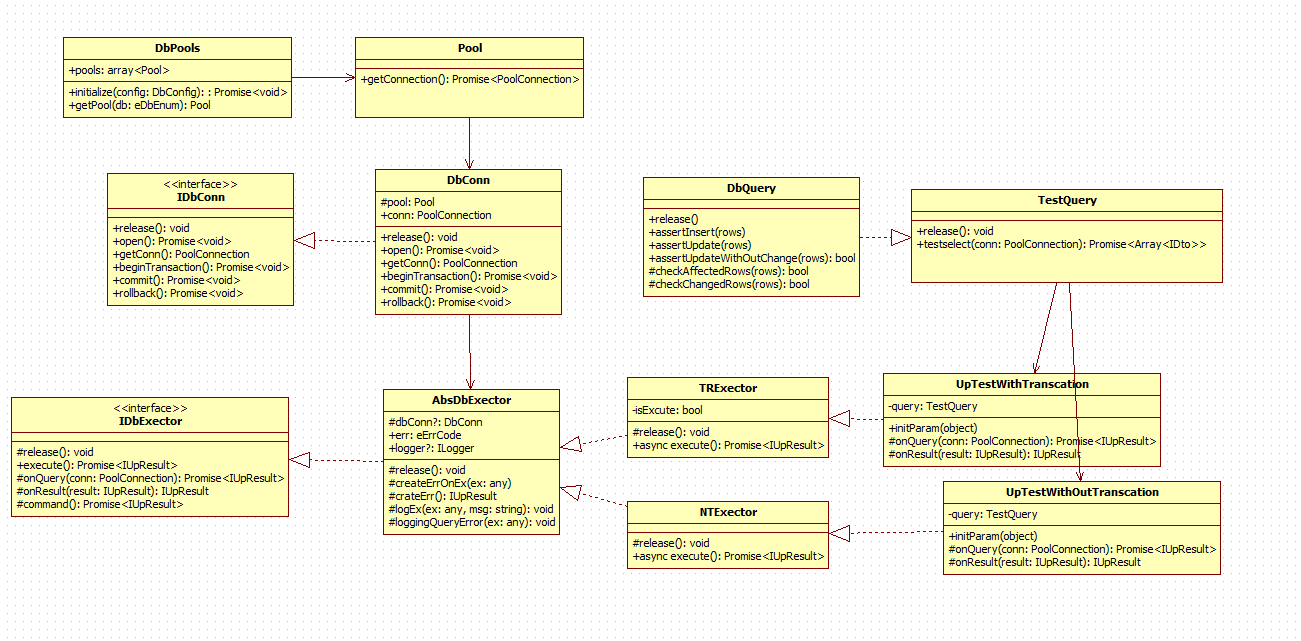 DbPools
+pools: array<Pool>
+initialize(config: DbConfig): : Promise<void>
+getPool(db: eDbEnum): Pool
Pool
+getConnection(): Promise<PoolConnection>
<<interface>>
IDbConn
+release(): void
+open(): Promise<void>
+getConn(): PoolConnection
+beginTransaction(): Promise<void>
+commit(): Promise<void>
+rollback(): Promise<void>
DbConn
#pool: Pool
+conn: PoolConnection
+release(): void
+open(): Promise<void>
+getConn(): PoolConnection
+beginTransaction(): Promise<void>
+commit(): Promise<void>
+rollback(): Promise<void>
DbQuery
+release()
+assertInsert(rows)
+assertUpdate(rows)
+assertUpdateWithOutChange(rows): bool
#checkAffectedRows(rows): bool
#checkChangedRows(rows): bool
TestQuery
+release(): void
+testselect(conn: PoolConnection): Promise<Array<IDto>>
<<interface>>
IDbExector
#release(): void
+execute(): Promise<IUpResult>
#onQuery(conn: PoolConnection): Promise<IUpResult>
#onResult(result: IUpResult): IUpResult
#command(): Promise<IUpResult>
AbsDbExector
#dbConn?: DbConn
+err: eErrCode
+logger?: ILogger
#release(): void
#createErrOnEx(ex: any)
#crateErr(): IUpResult
#logEx(ex: any, msg: string): void
#loggingQueryError(ex: any): void
TRExector
-isExcute: bool
#release(): void
+async execute(): Promise<IUpResult>
NTExector
#release(): void
+async execute(): Promise<IUpResult>
UpTestWithTranscation
-query: TestQuery
+initParam(object)
#onQuery(conn: PoolConnection): Promise<IUpResult>
#onResult(result: IUpResult): IUpResult
UpTestWithOutTranscation
-query: TestQuery
+initParam(object)
#onQuery(conn: PoolConnection): Promise<IUpResult>
#onResult(result: IUpResult): IUpResult